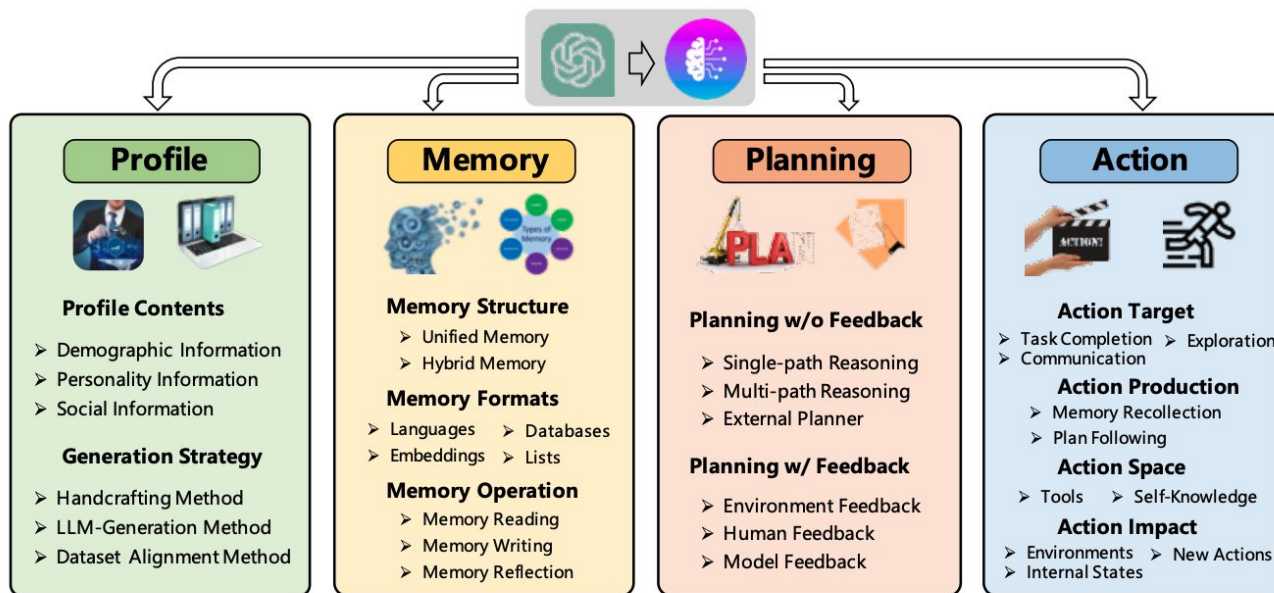 Profile
Profile Contents
➢ Demographic Information
➢ Personality Information
➢ Social Information
Generation Strategy
➢ Handcrafting Method
➢ LLM-Generation Method
➢ Dataset Alignment Method
Memory
Types of
Memory
Memory Structure
➢ Unified Memory
➢ Hybrid Memory
Memory Formats
➢ Languages ➢ Databases
➢ Embeddings ➢ Lists
Memory Operation
➢ Memory Reading
➢ Memory Writing
➢ Memory Reflection
Planning
PLAN
Planning w/o Feedback
➢ Single-path Reasoning
➢ Multi-path Reasoning
➢ External Planner
Planning w/ Feedback
➢ Environment Feedback
➢ Human Feedback
➢ Model Feedback
Action
ACTION!
Action Target
➢ Task Completion ➢ Exploration
➢ Communication
Action Production
➢ Memory Recollection
➢ Plan Following
Action Space
➢ Tools ➢ Self-Knowledge
Action Impact
➢ Environments ➢ New Actions
➢ Internal States